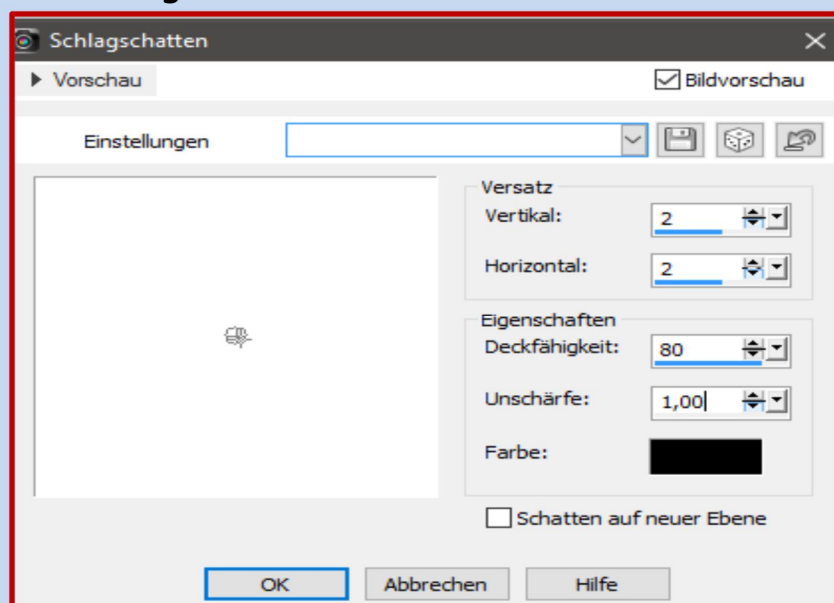 Schlagschatten
Vorschau
Bildvorschau
Einstellungen
Versatz
Vertikal: 2
Horizontal: 2
Eigenschaften
Deckfähigkeit: 80
Unschärfe: 1,00
Farbe:
Schatten auf neuer Ebene
OK Abbrechen Hilfe